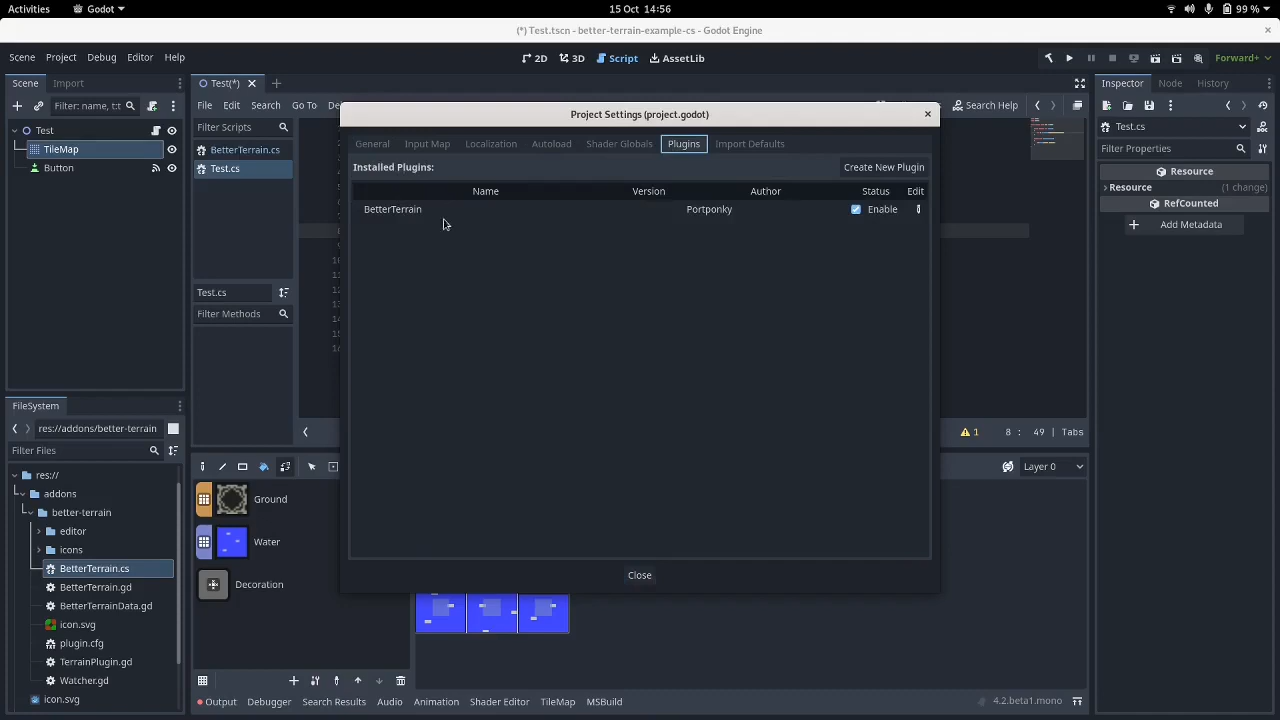 Activities
Godot
15 Oct 14:56
99 %
(*) Test.tscn - better-terrain-example-cs - Godot Engine
Scene Project Debug Editor Help
2D 3D Script AssetLib
Forward+
Scene Import
Filter: name, t:t
Test
TileMap
Button
Test(*)
File Edit Search Go To De
Search Help
Filter Scripts
BetterTerrain.cs
Test.cs
Test.cs
Filter Methods
Project Settings (project.godot)
General Input Map Localization Autoload Shader Globals Plugins Import Defaults
Installed Plugins:
Create New Plugin
Name Version Author Status Edit
BetterTerrain Portponky Enable
Close
1 8 : 49 | Tabs
Inspector Node History
Test.cs
Filter Properties
Resource
Resource (1 change)
RefCounted
Add Metadata
FileSystem
res://addons/better-terrain
Filter Files
res://
addons
better-terrain
editor
icons
BetterTerrain.cs
BetterTerrain.gd
BetterTerrainData.gd
icon.svg
plugin.cfg
TerrainPlugin.gd
Watcher.gd
icon.svg
Layer 0
Ground
Water
Decoration
Output Debugger Search Results Audio Animation Shader Editor TileMap MSBuild
4.2.beta1.mono